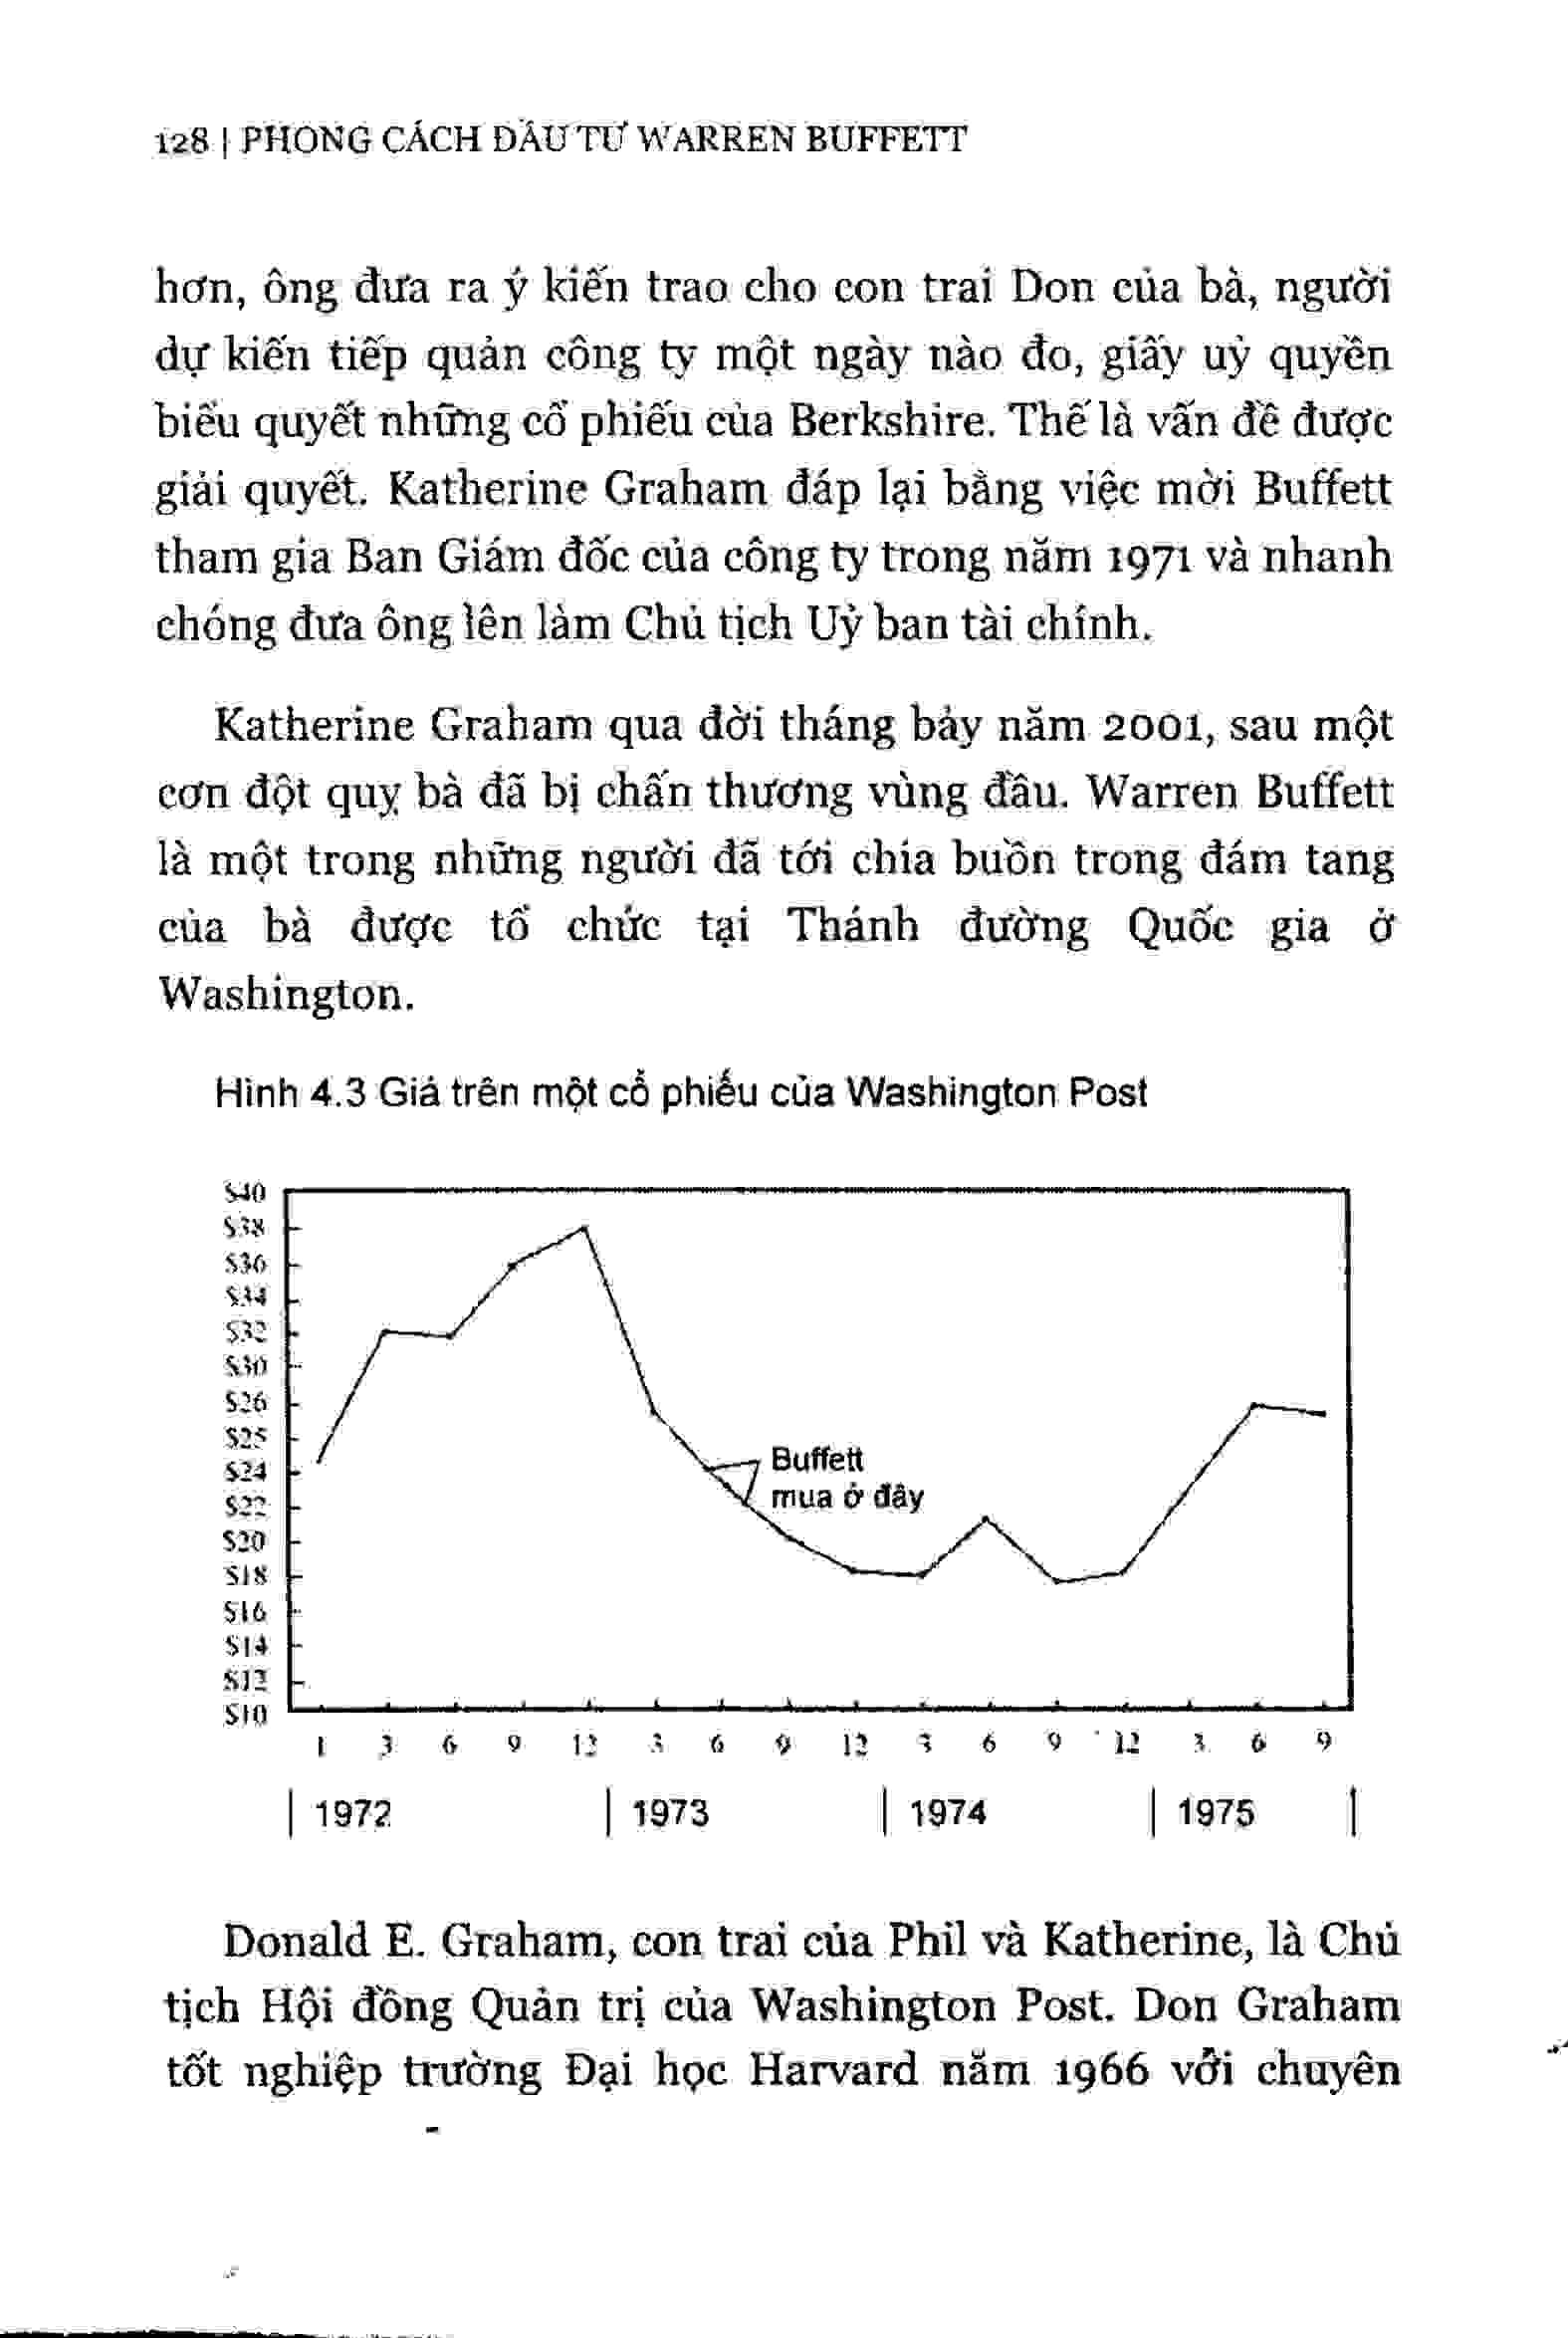 128 | PHONG CÁCH ĐẦU TƯ WARREN BUFFETT
hơn, ông đưa ra ý kiến trao cho con trai Don của bà, người
dự kiến tiếp quản công ty một ngày nào đo, giấy uỷ quyền
biểu quyết những cổ phiếu của Berkshire. Thế là vấn đề được
giải quyết. Katherine Graham đáp lại bằng việc mời Buffett
tham gia Ban Giám đốc của công ty trong năm 1971 và nhanh
chóng đưa ông lên làm Chủ tịch Uỷ ban tài chính.
Katherine Graham qua đời tháng bảy năm 2001, sau một
cơn đột quỵ bà đã bị chấn thương vùng đầu. Warren Buffett
là một trong những người đã tới chia buồn trong đám tang
của bà được tổ chức tại Thánh đường Quốc gia ở
Washington.
Hình 4.3 Giá trên một cổ phiếu của Washington Post
$40
$38
$36
$34
$32
$30
$26
$25
$24
$22
$20
$18
$16
$14
$12
$10
Buffett
mua ở đây
1 3 6 9 12 3 6 9 12 3 6 9 12 3 6 9
| 1972 | 1973 | 1974 | 1975 |
Donald E. Graham, con trai của Phil và Katherine, là Chủ
tịch Hội đồng Quản trị của Washington Post. Don Graham
tốt nghiệp trường Đại học Harvard năm 1966 với chuyên